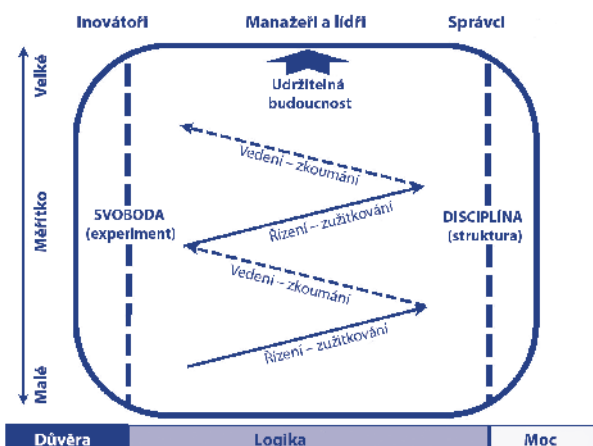 Inovátoři
Manažeři a lídři
Správci
Velké
Měřítko
Malé
Udržitelná
budoucnost
Vedení – zkoumání
SVOBODA
(experiment)
DISCIPLÍNA
(struktura)
Řízení – zužitkování
Vedení – zkoumání
Řízení – zužitkování
Důvěra
Logika
Moc